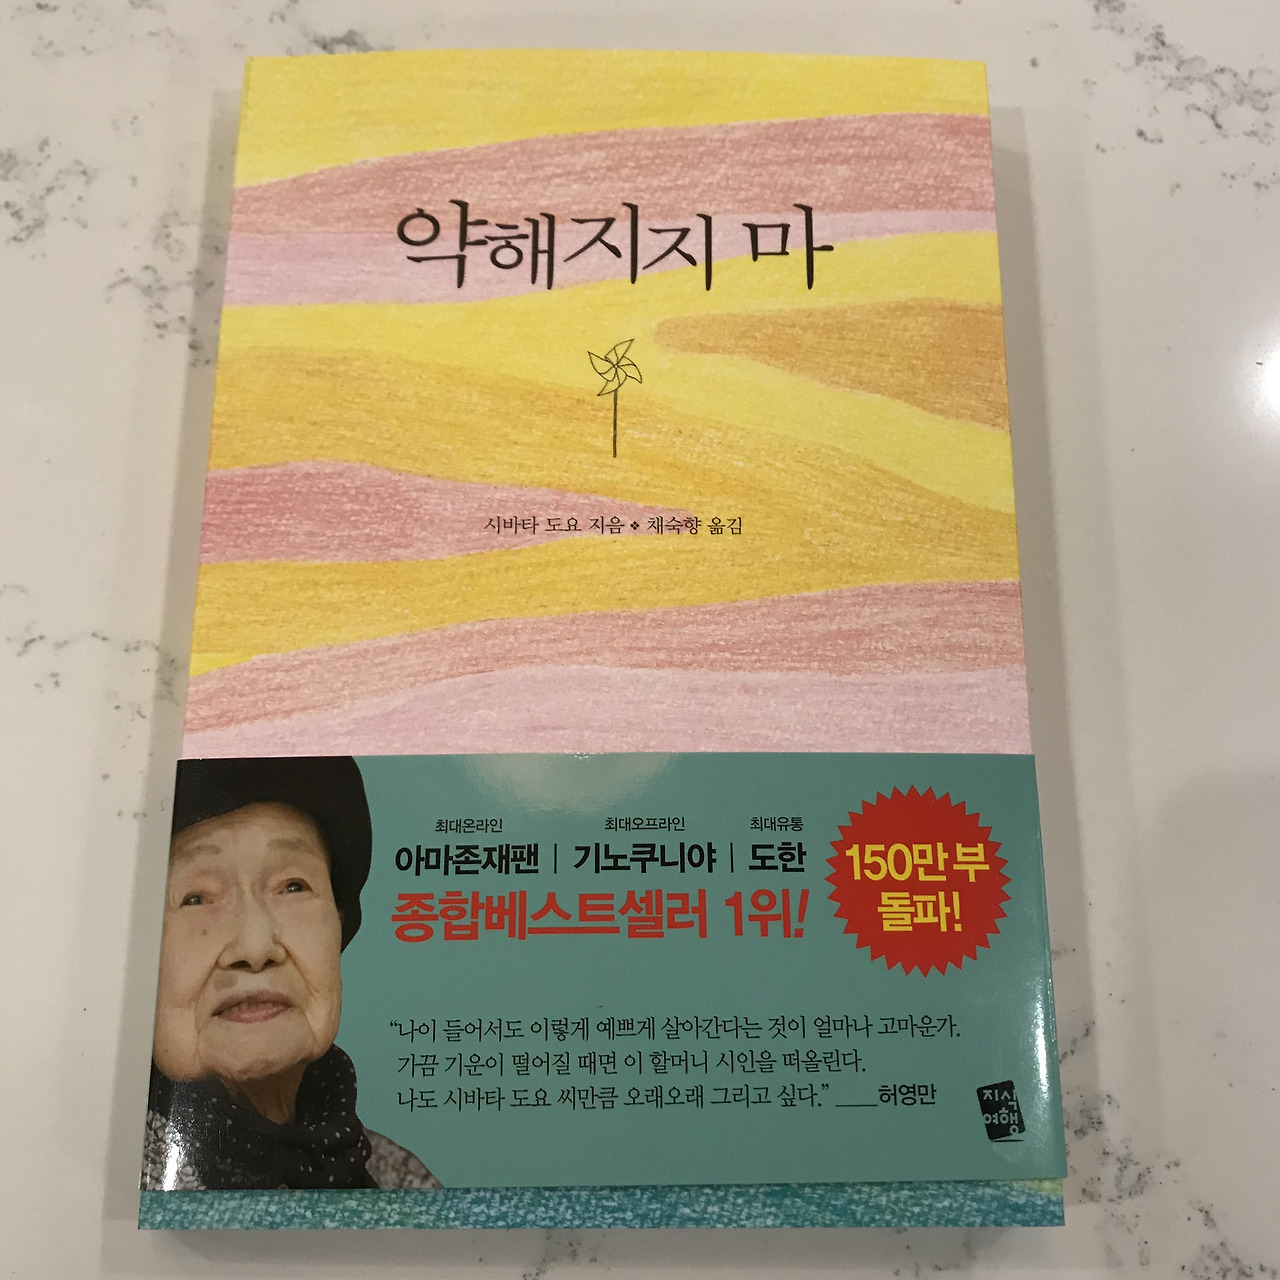 약해지지 마
시바타 도요 지음 ❖ 채숙향 옮김
최대온라인 최대오프라인 최대유통
아마존재팬 | 기노쿠니야 | 도한
종합베스트셀러 1위!
150만 부
돌파!
“나이 들어서도 이렇게 예쁘게 살아간다는 것이 얼마나 고마운가.
가끔 기운이 떨어질 때면 이 할머니 시인을 떠올린다.
나도 시바타 도요 씨만큼 오래오래 그리고 싶다.” ___허영만
지식
여행